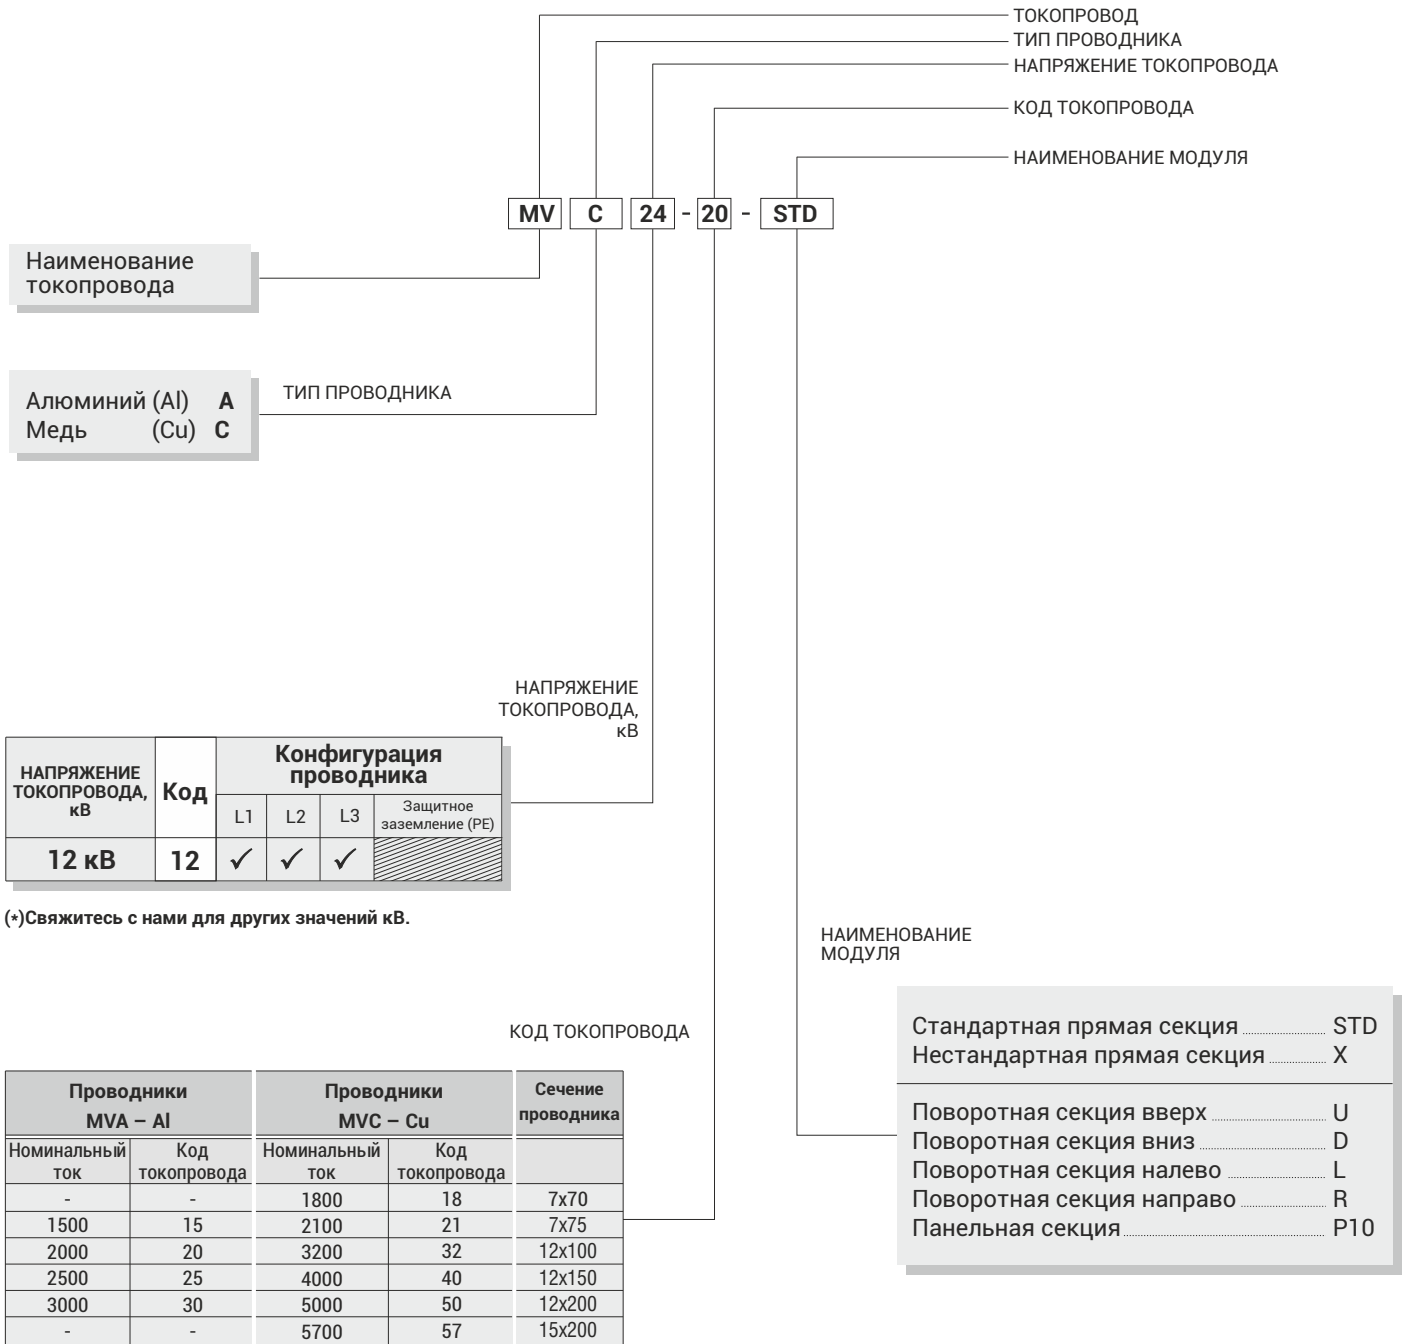 ТОКОПРОВОД
ТИП ПРОВОДНИКА
НАПРЯЖЕНИЕ ТОКОПРОВОДА
КОД ТОКОПРОВОДА
НАИМЕНОВАНИЕ МОДУЛЯ
MV C 24 - 20 - STD
Наименование
токопровода
Алюминий (Al) A
Медь (Cu) C
ТИП ПРОВОДНИКА
НАПРЯЖЕНИЕ
ТОКОПРОВОДА,
кВ
НАПРЯЖЕНИЕ
ТОКОПРОВОДА,
кВ
Код
Конфигурация
проводника
L1 L2 L3 Защитное
заземление (PE)
12 кВ 12 ✓ ✓ ✓
(*)Свяжитесь с нами для других значений кВ.
НАИМЕНОВАНИЕ
МОДУЛЯ
КОД ТОКОПРОВОДА
Стандартная прямая секция STD
Нестандартная прямая секция X
Поворотная секция вверх U
Поворотная секция вниз D
Поворотная секция налево L
Поворотная секция направо R
Панельная секция P10
Проводники Проводники Сечение
MVA – Al MVC – Cu проводника
Номинальный Код Номинальный Код
ток токопровода ток токопровода
- - 1800 18 7x70
1500 15 2100 21 7x75
2000 20 3200 32 12x100
2500 25 4000 40 12x150
3000 30 5000 50 12x200
- - 5700 57 15x200